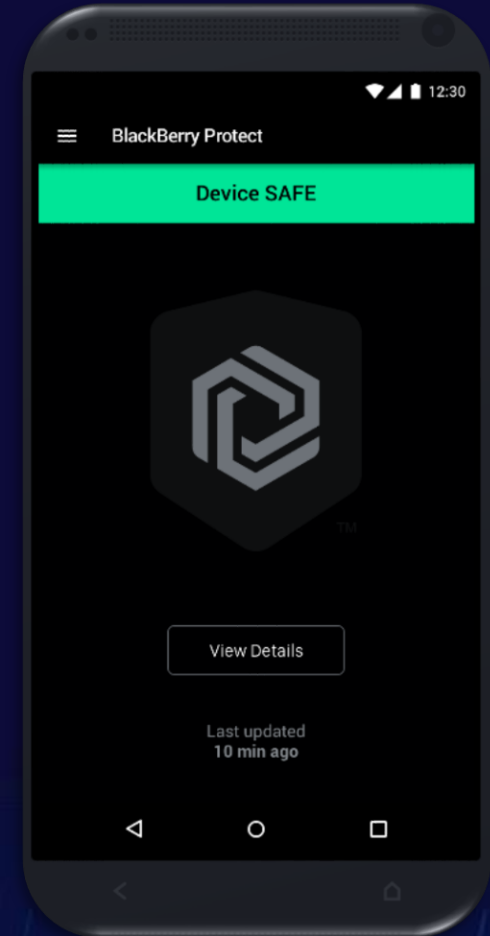 12:30
BlackBerry Protect
Device SAFE
TM
View Details
Last updated
10 min ago